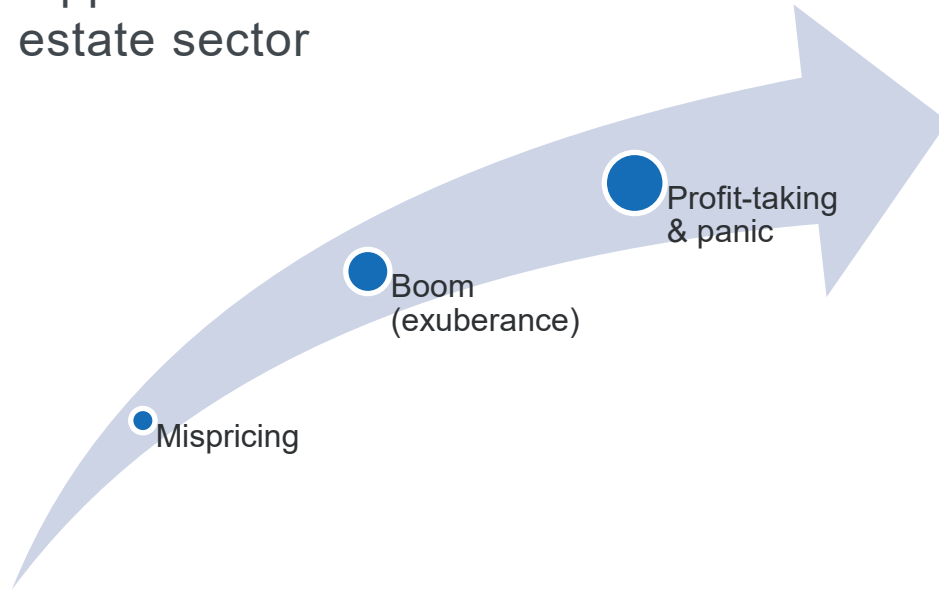 estate sector
Profit-taking
& panic
Boom
(exuberance)
Mispricing